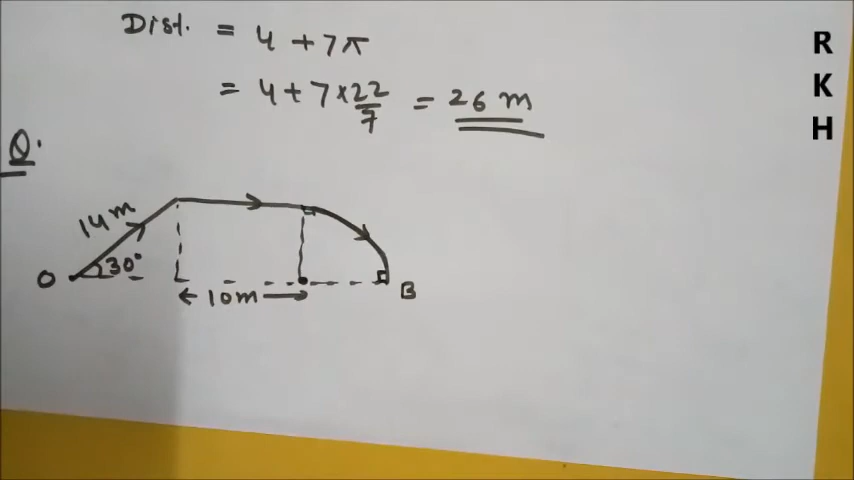 Dist. = 4 + 7π
= 4 + 7 × 22/7 = 26 m
R
K
H
Q.
14 m
30°
O
10m
B